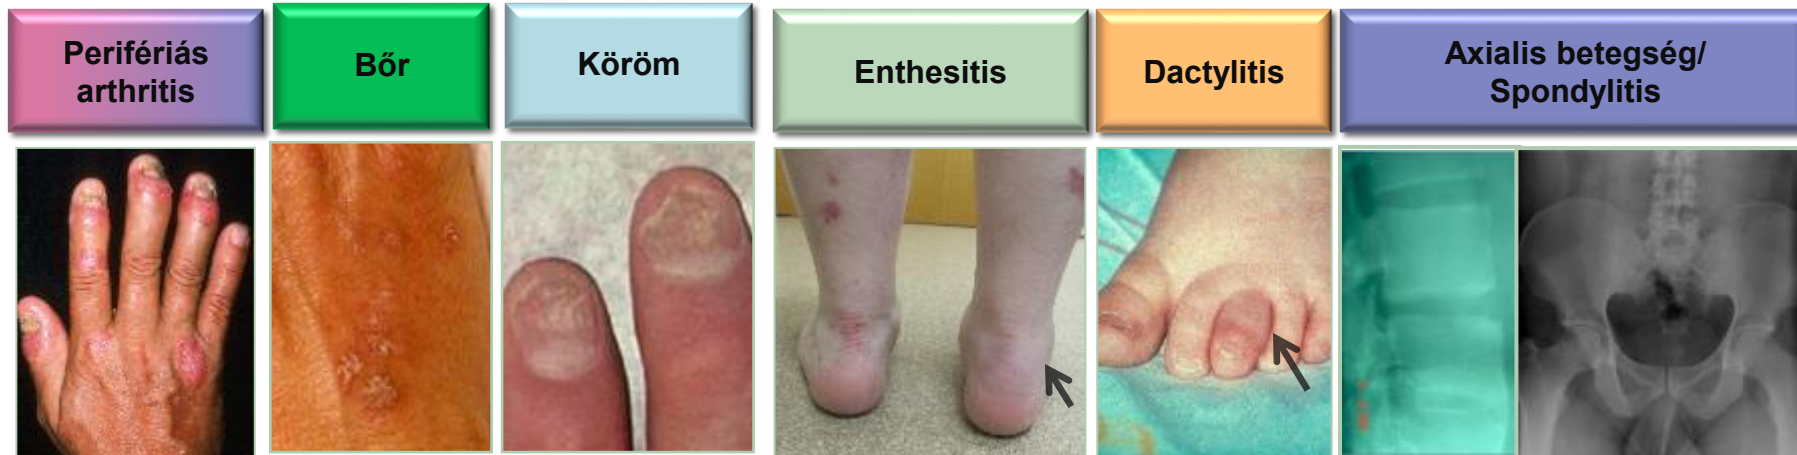 Perifériás
arthritis
Bőr
Köröm
Enthesitis
Dactylitis
Axialis betegség/
Spondylitis